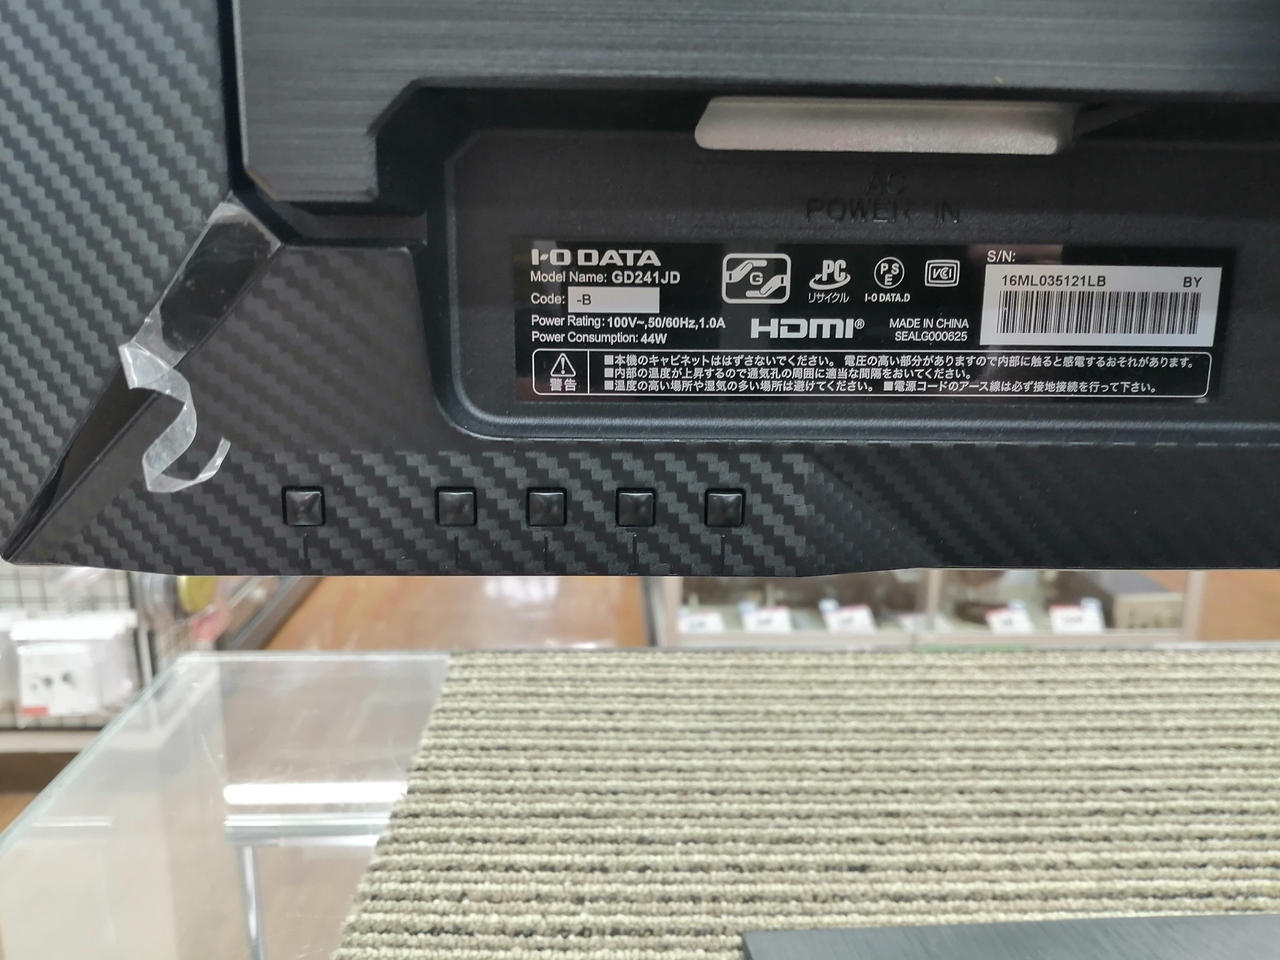 AC
POWER IN
I-O DATA
Model Name: GD241JD
Code: -B
Power Rating: 100V~,50/60Hz,1.0A
Power Consumption: 44W
G
PC
リサイクル
PSE
I-O DATA.D
VCCI
HDMI®
MADE IN CHINA
SEALG000625
S/N:
16ML035121LB BY
警告
■本機のキャビネットははずさないでください。 電圧の高い部分がありますので内部に触ると感電するおそれがあります。
■内部の温度が上昇するので通気孔の周囲に適当な間隔をおいてください。
■温度の高い場所や湿気の多い場所は避けてください。 ■電源コードのアース線は必ず接地接続を行って下さい。